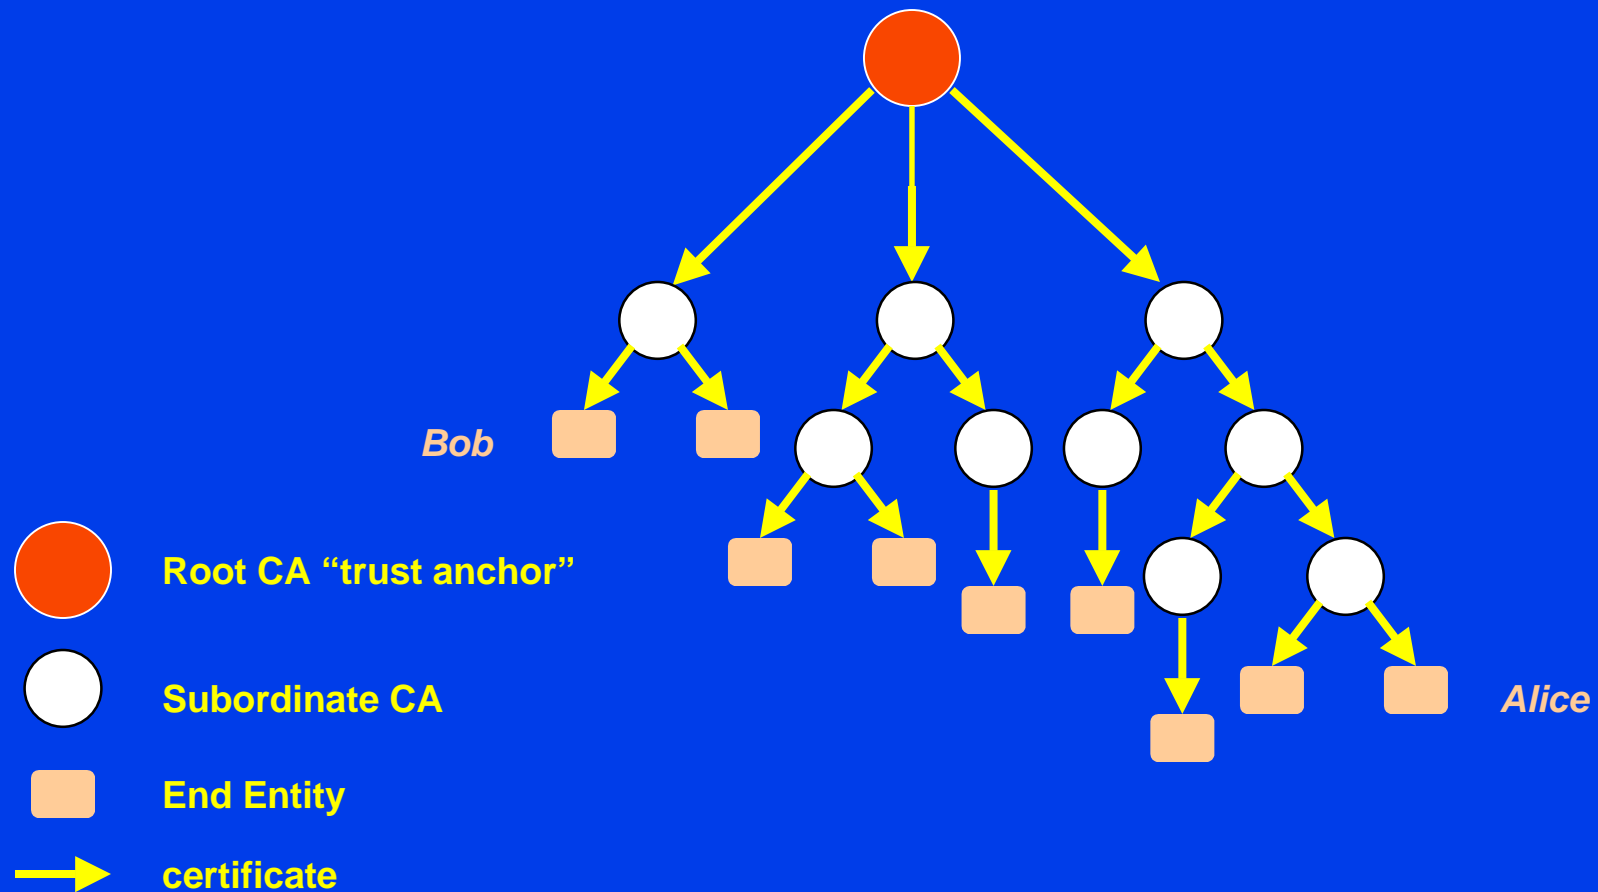 Bob
Root CA “trust anchor”
Subordinate CA
Alice
End Entity
certificate